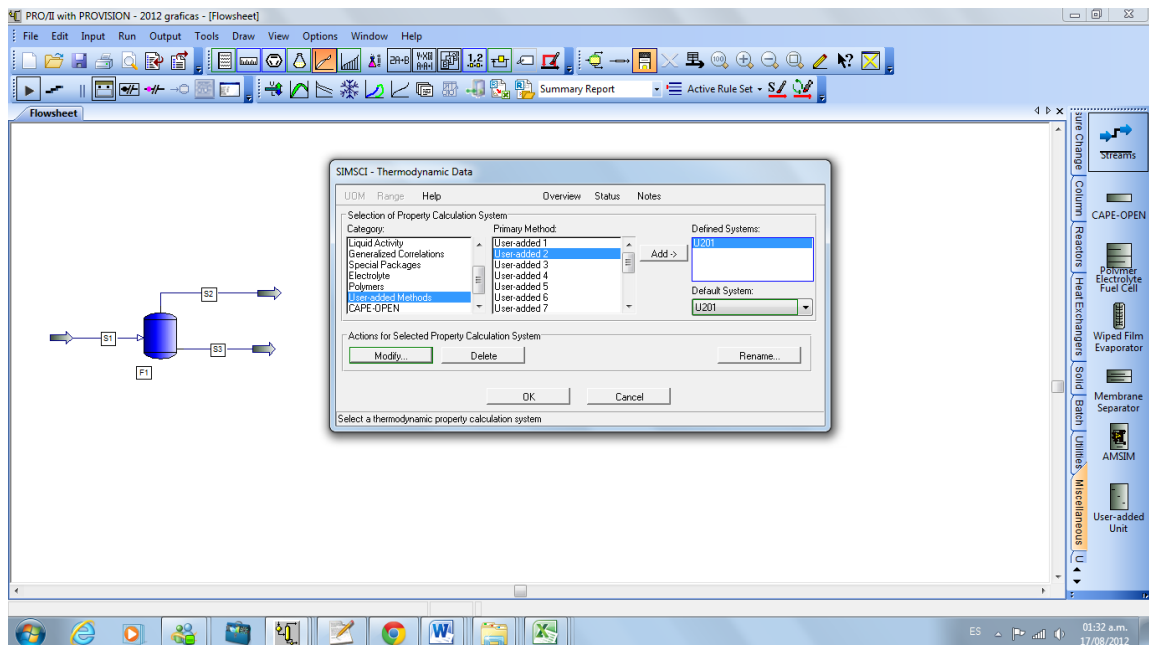 PRO/II with PROVISION - 2012 graficas - [Flowsheet]
File Edit Input Run Output Tools Draw View Options Window Help
Summary Report Active Rule Set
Flowsheet
SIMSCI - Thermodynamic Data
UOM Range Help Overview Status Notes
Selection of Property Calculation System
Category: Primary Method: Defined Systems:
Liquid Activity User-added 1 U201
Generalized Correlations User-added 2 Add ->
Special Packages User-added 3
Electrolyte User-added 4
Polymers User-added 5 Default System:
User-added Methods User-added 6 U201
CAPE-OPEN User-added 7
Actions for Selected Property Calculation System
Modify... Delete Rename...
OK Cancel
Select a thermodynamic property calculation system
S2
S1
S3
F1
sure Change
Column
Reactors
Heat Exchangers
Solid
Batch
Utilities
Miscellaneous
Streams
CAPE-OPEN
Polymer
Electrolyte
Fuel Cell
Wiped Film
Evaporator
Membrane
Separator
AMSIM
User-added
Unit
ES 01:32 a.m.
17/08/2012